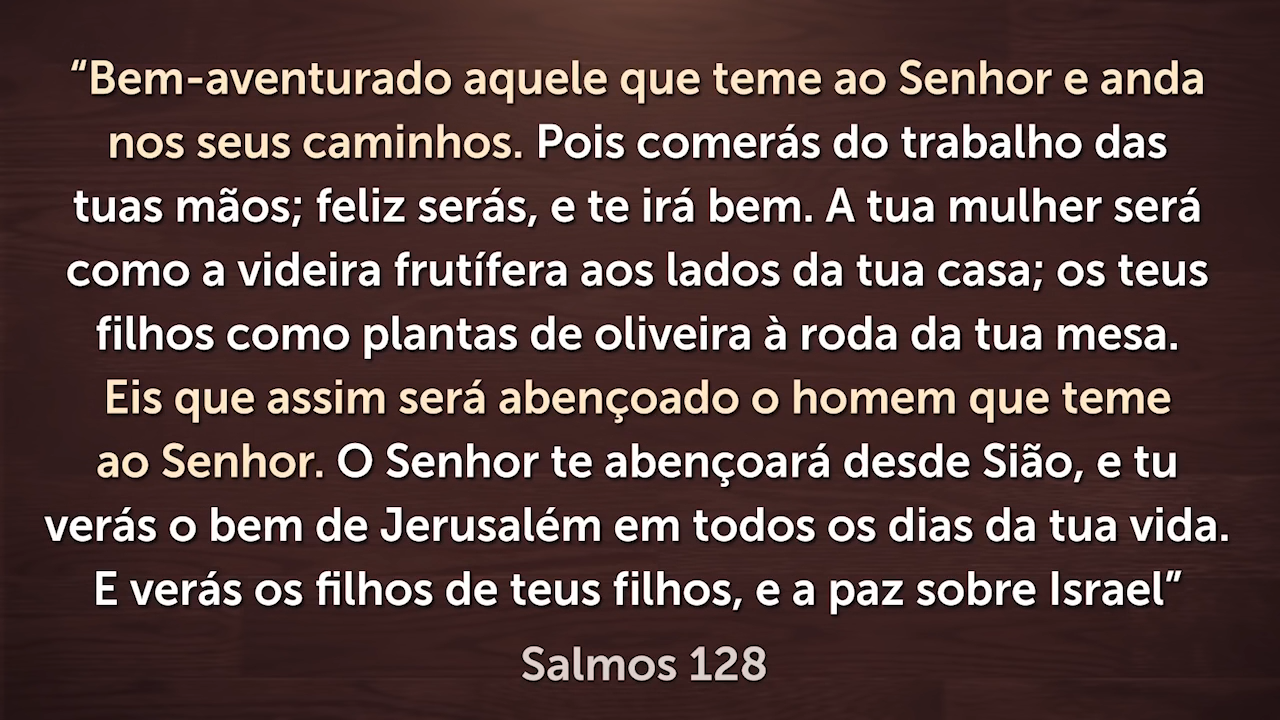 “Bem-aventurado aquele que teme ao Senhor e anda
nos seus caminhos. Pois comerás do trabalho das
tuas mãos; feliz serás, e te irá bem. A tua mulher será
como a videira frutífera aos lados da tua casa; os teus
filhos como plantas de oliveira à roda da tua mesa.
Eis que assim será abençoado o homem que teme
ao Senhor. O Senhor te abençoará desde Sião, e tu
verás o bem de Jerusalém em todos os dias da tua vida.
E verás os filhos de teus filhos, e a paz sobre Israel”
Salmos 128